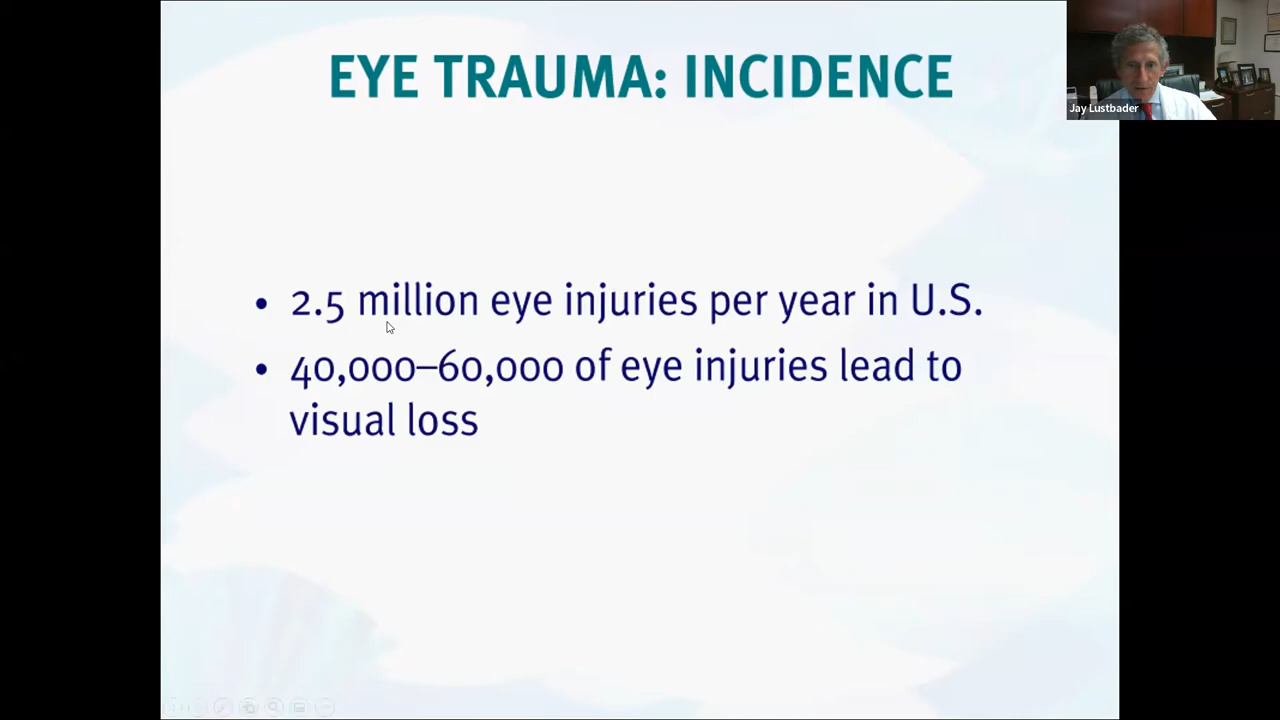 EYE TRAUMA: INCIDENCE
Jay Lustbader
• 2.5 million eye injuries per year in U.S.
• 40,000–60,000 of eye injuries lead to
visual loss